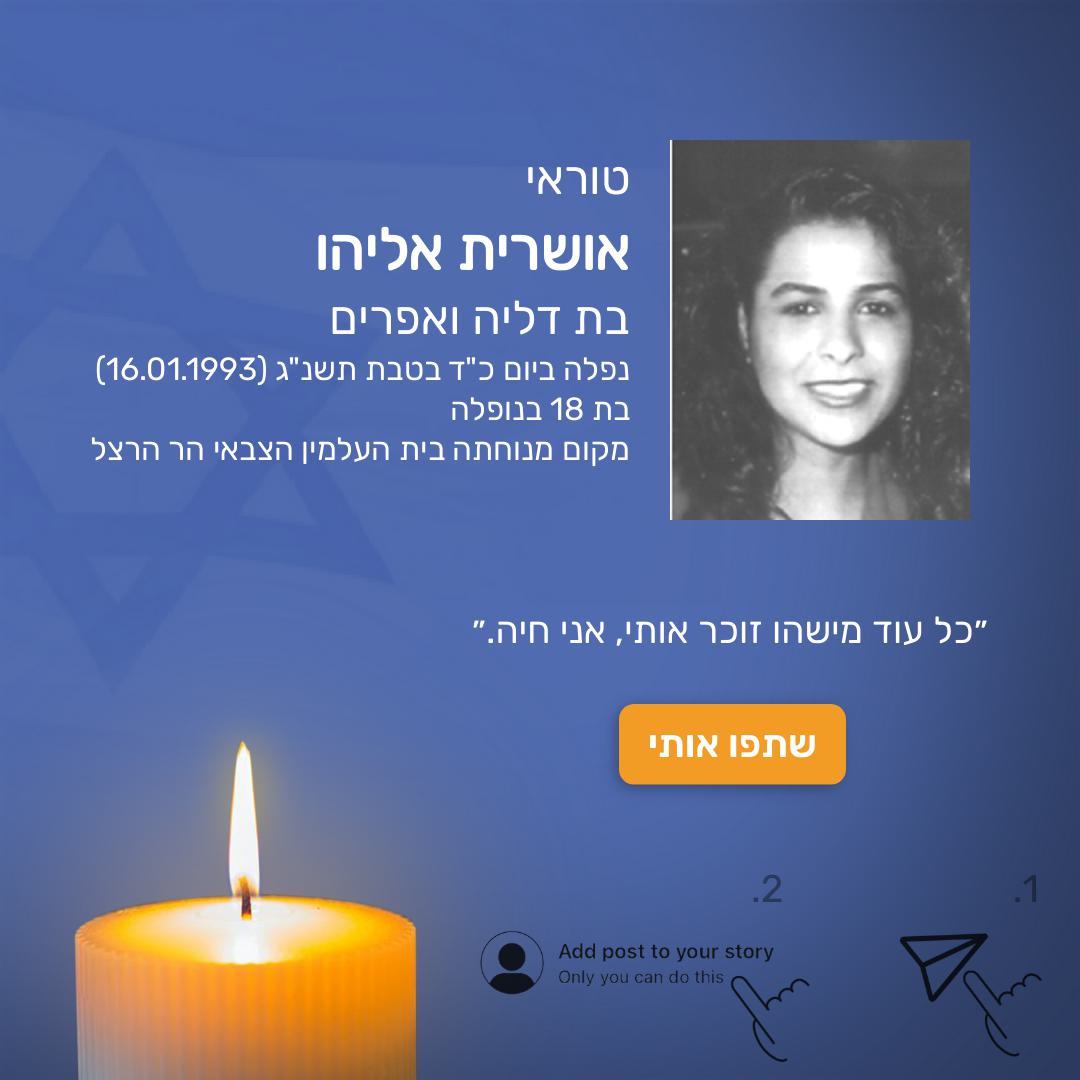 טוראי
אושרית אליהו
בת דליה ואפרים
נפלה ביום כ"ד בטבת תשנ"ג (16.01.1993)
בת 18 בנופלה
מקום מנוחתה בית העלמין הצבאי הר הרצל
״כל עוד מישהו זוכר אותי, אני חיה.״
שתפו אותי
1.
2.
Add post to your story
Only you can do this